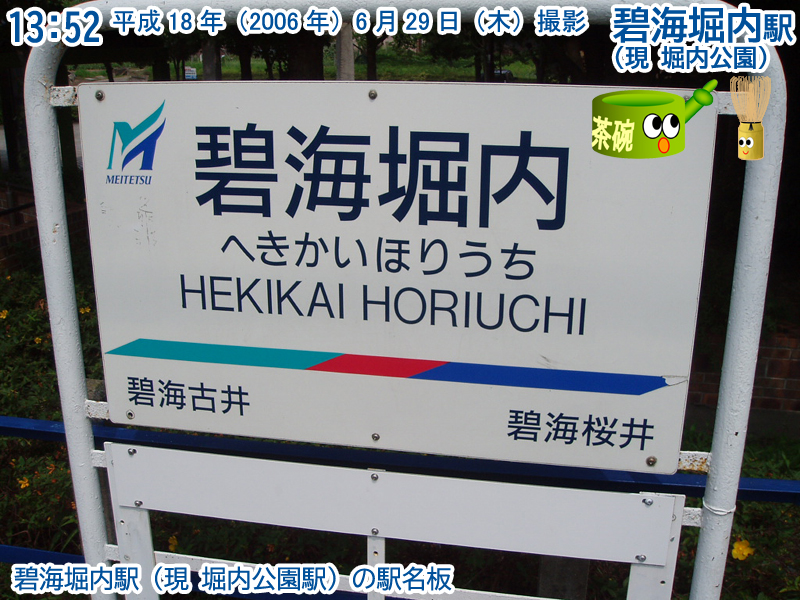 13:52 平成18年（2006年）6月29日（木）撮影 碧海堀内駅
（現 堀内公園）
茶碗
MEITETSU
碧海堀内
へきかいほりうち
HEKIKAI HORIUCHI
碧海古井
碧海桜井
碧海堀内駅（現 堀内公園駅）の駅名板